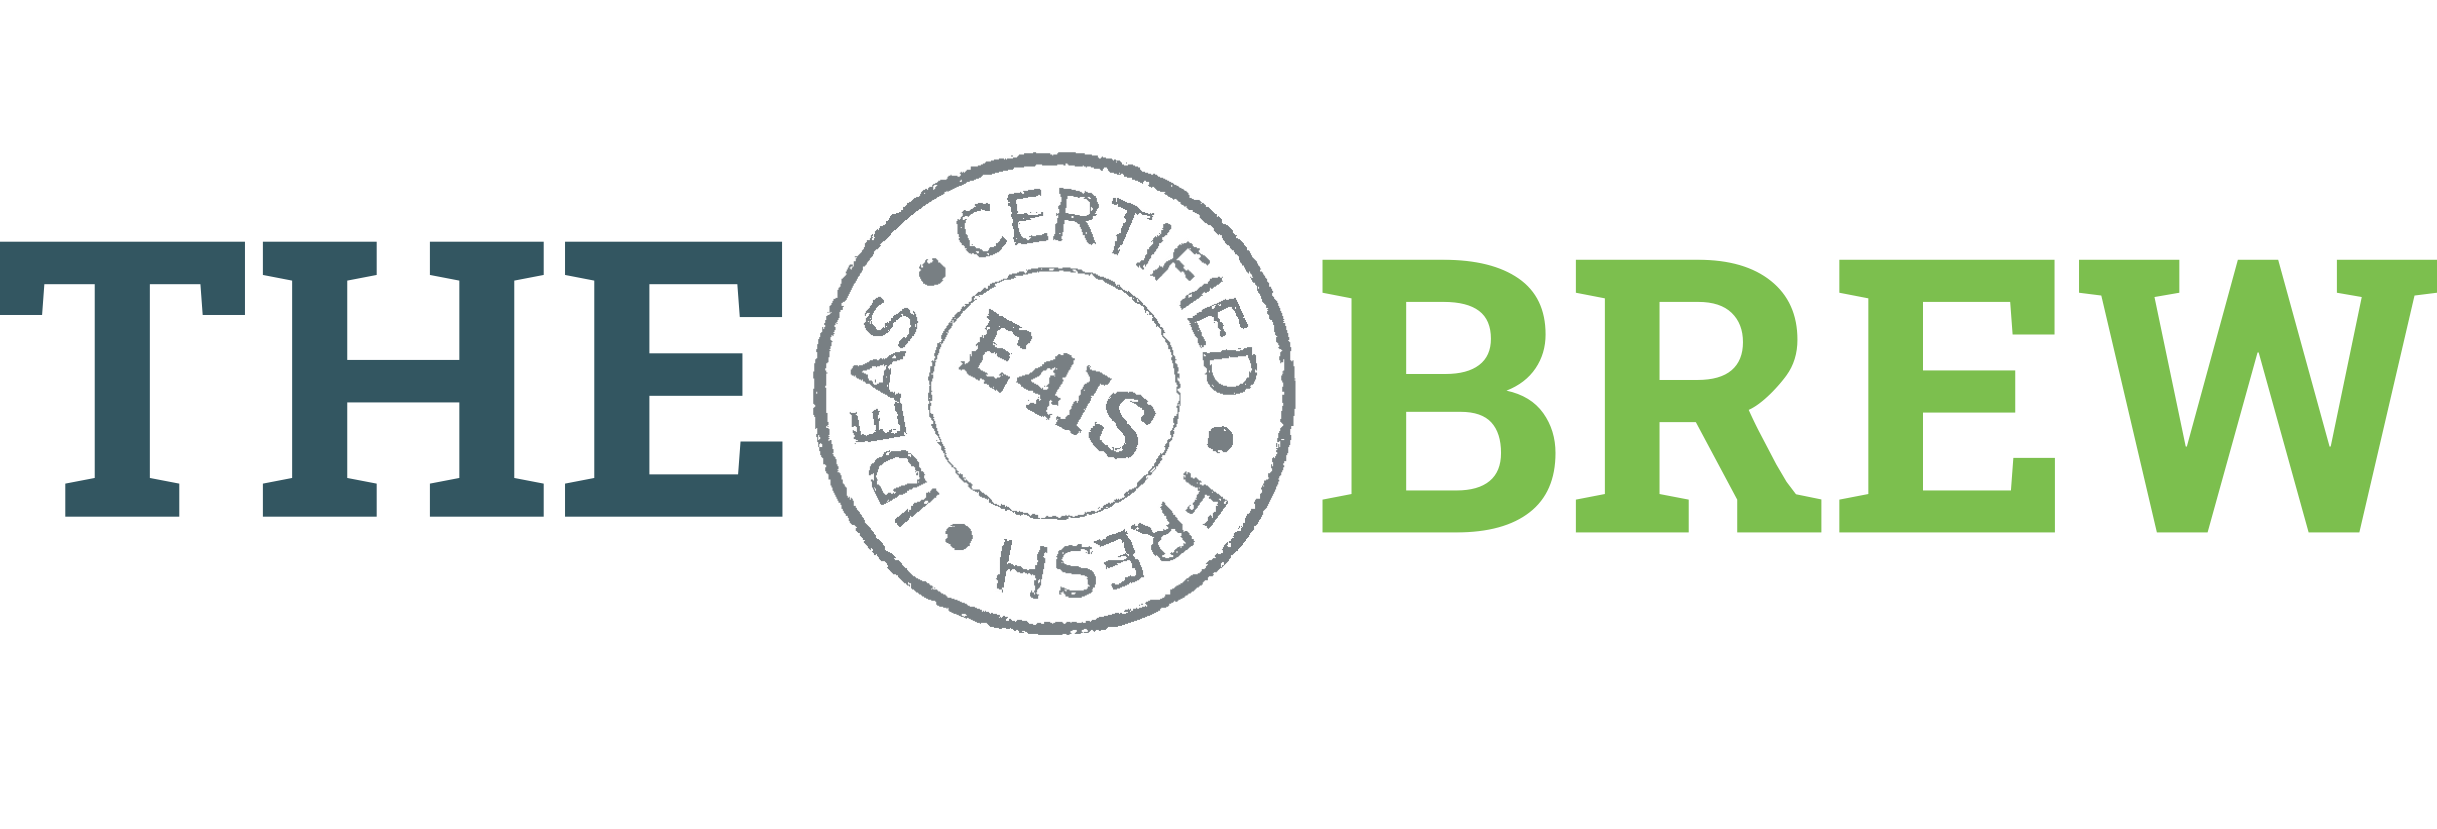 THE
CERTIFIED • FRESH • IDEAS •
E4IS
BREW